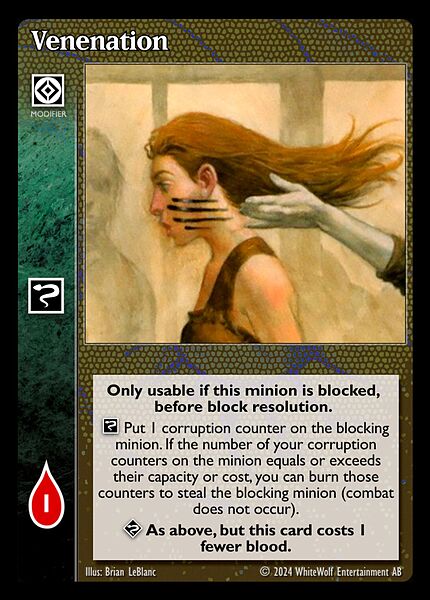 Venenation
MODIFIER
Only usable if this minion is blocked,
before block resolution.
Put 1 corruption counter on the blocking
minion. If the number of your corruption
counters on the minion equals or exceeds
their capacity or cost, you can burn those
counters to steal the blocking minion (combat
does not occur).
As above, but this card costs 1
fewer blood.
1
Illus: Brian LeBlanc
© 2024 WhiteWolf Entertainment AB